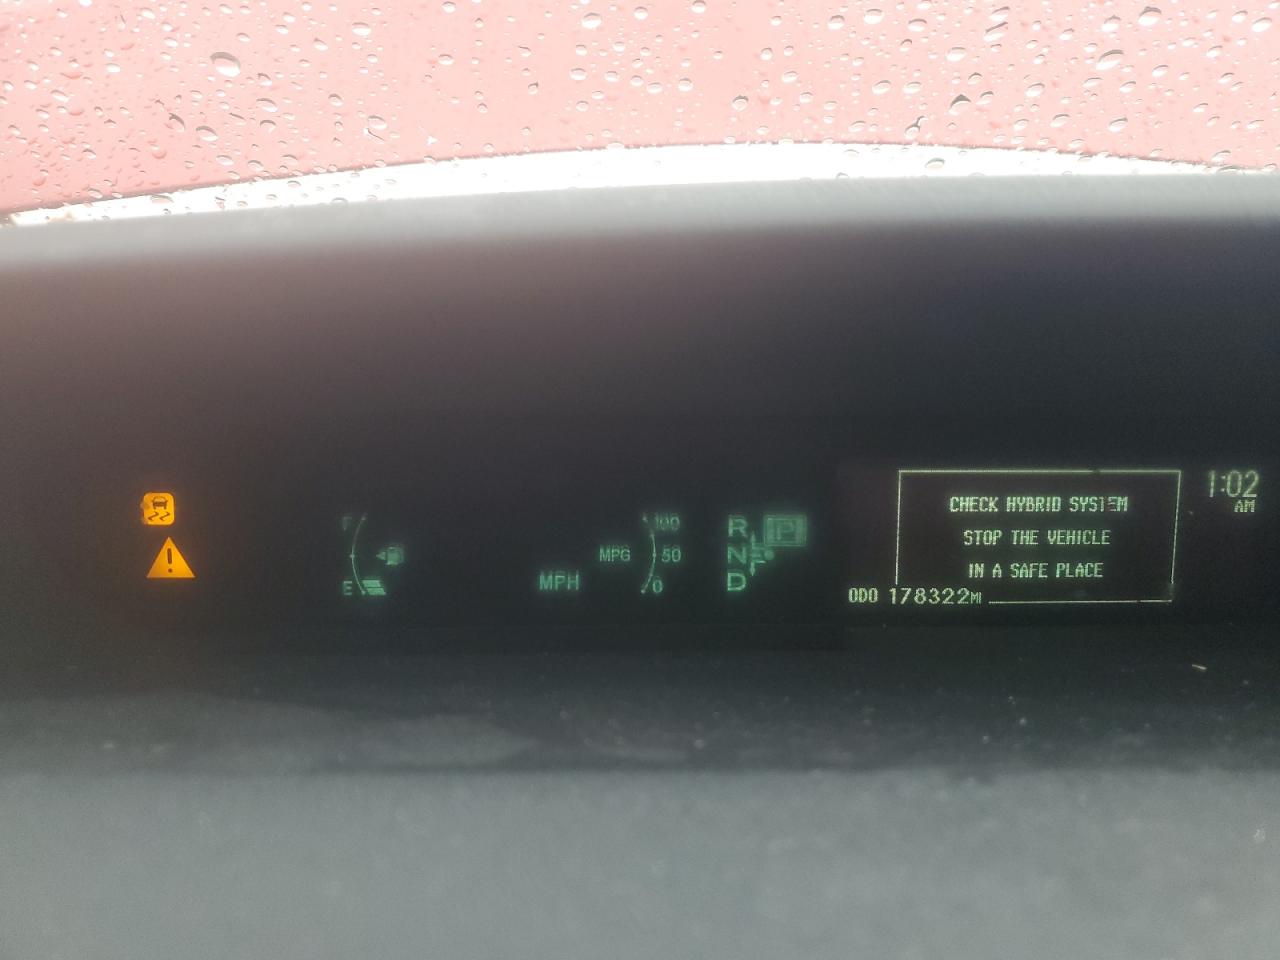 1:02
AM
CHECK HYBRID SYSTEM
STOP THE VEHICLE
IN A SAFE PLACE
ODO 178322MI
F
E
MPH
MPG
100
50
0
R
P
N
D